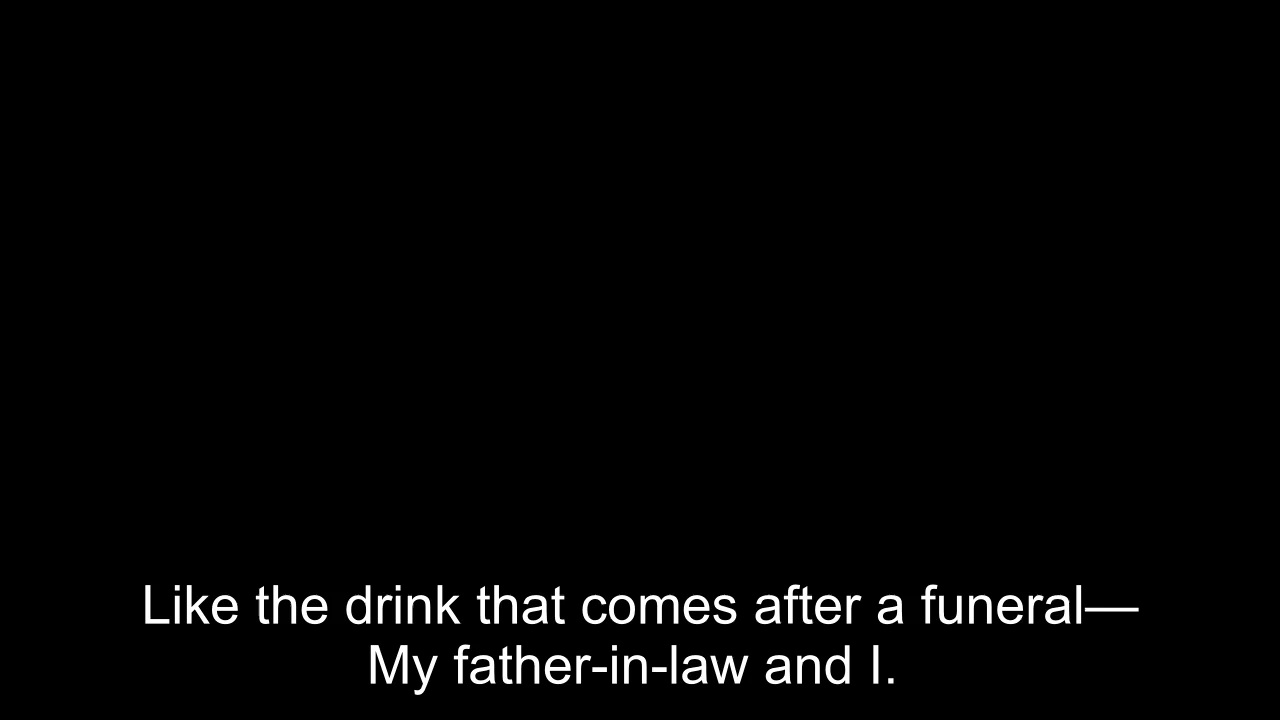 Like the drink that comes after a funeral—
My father-in-law and I.